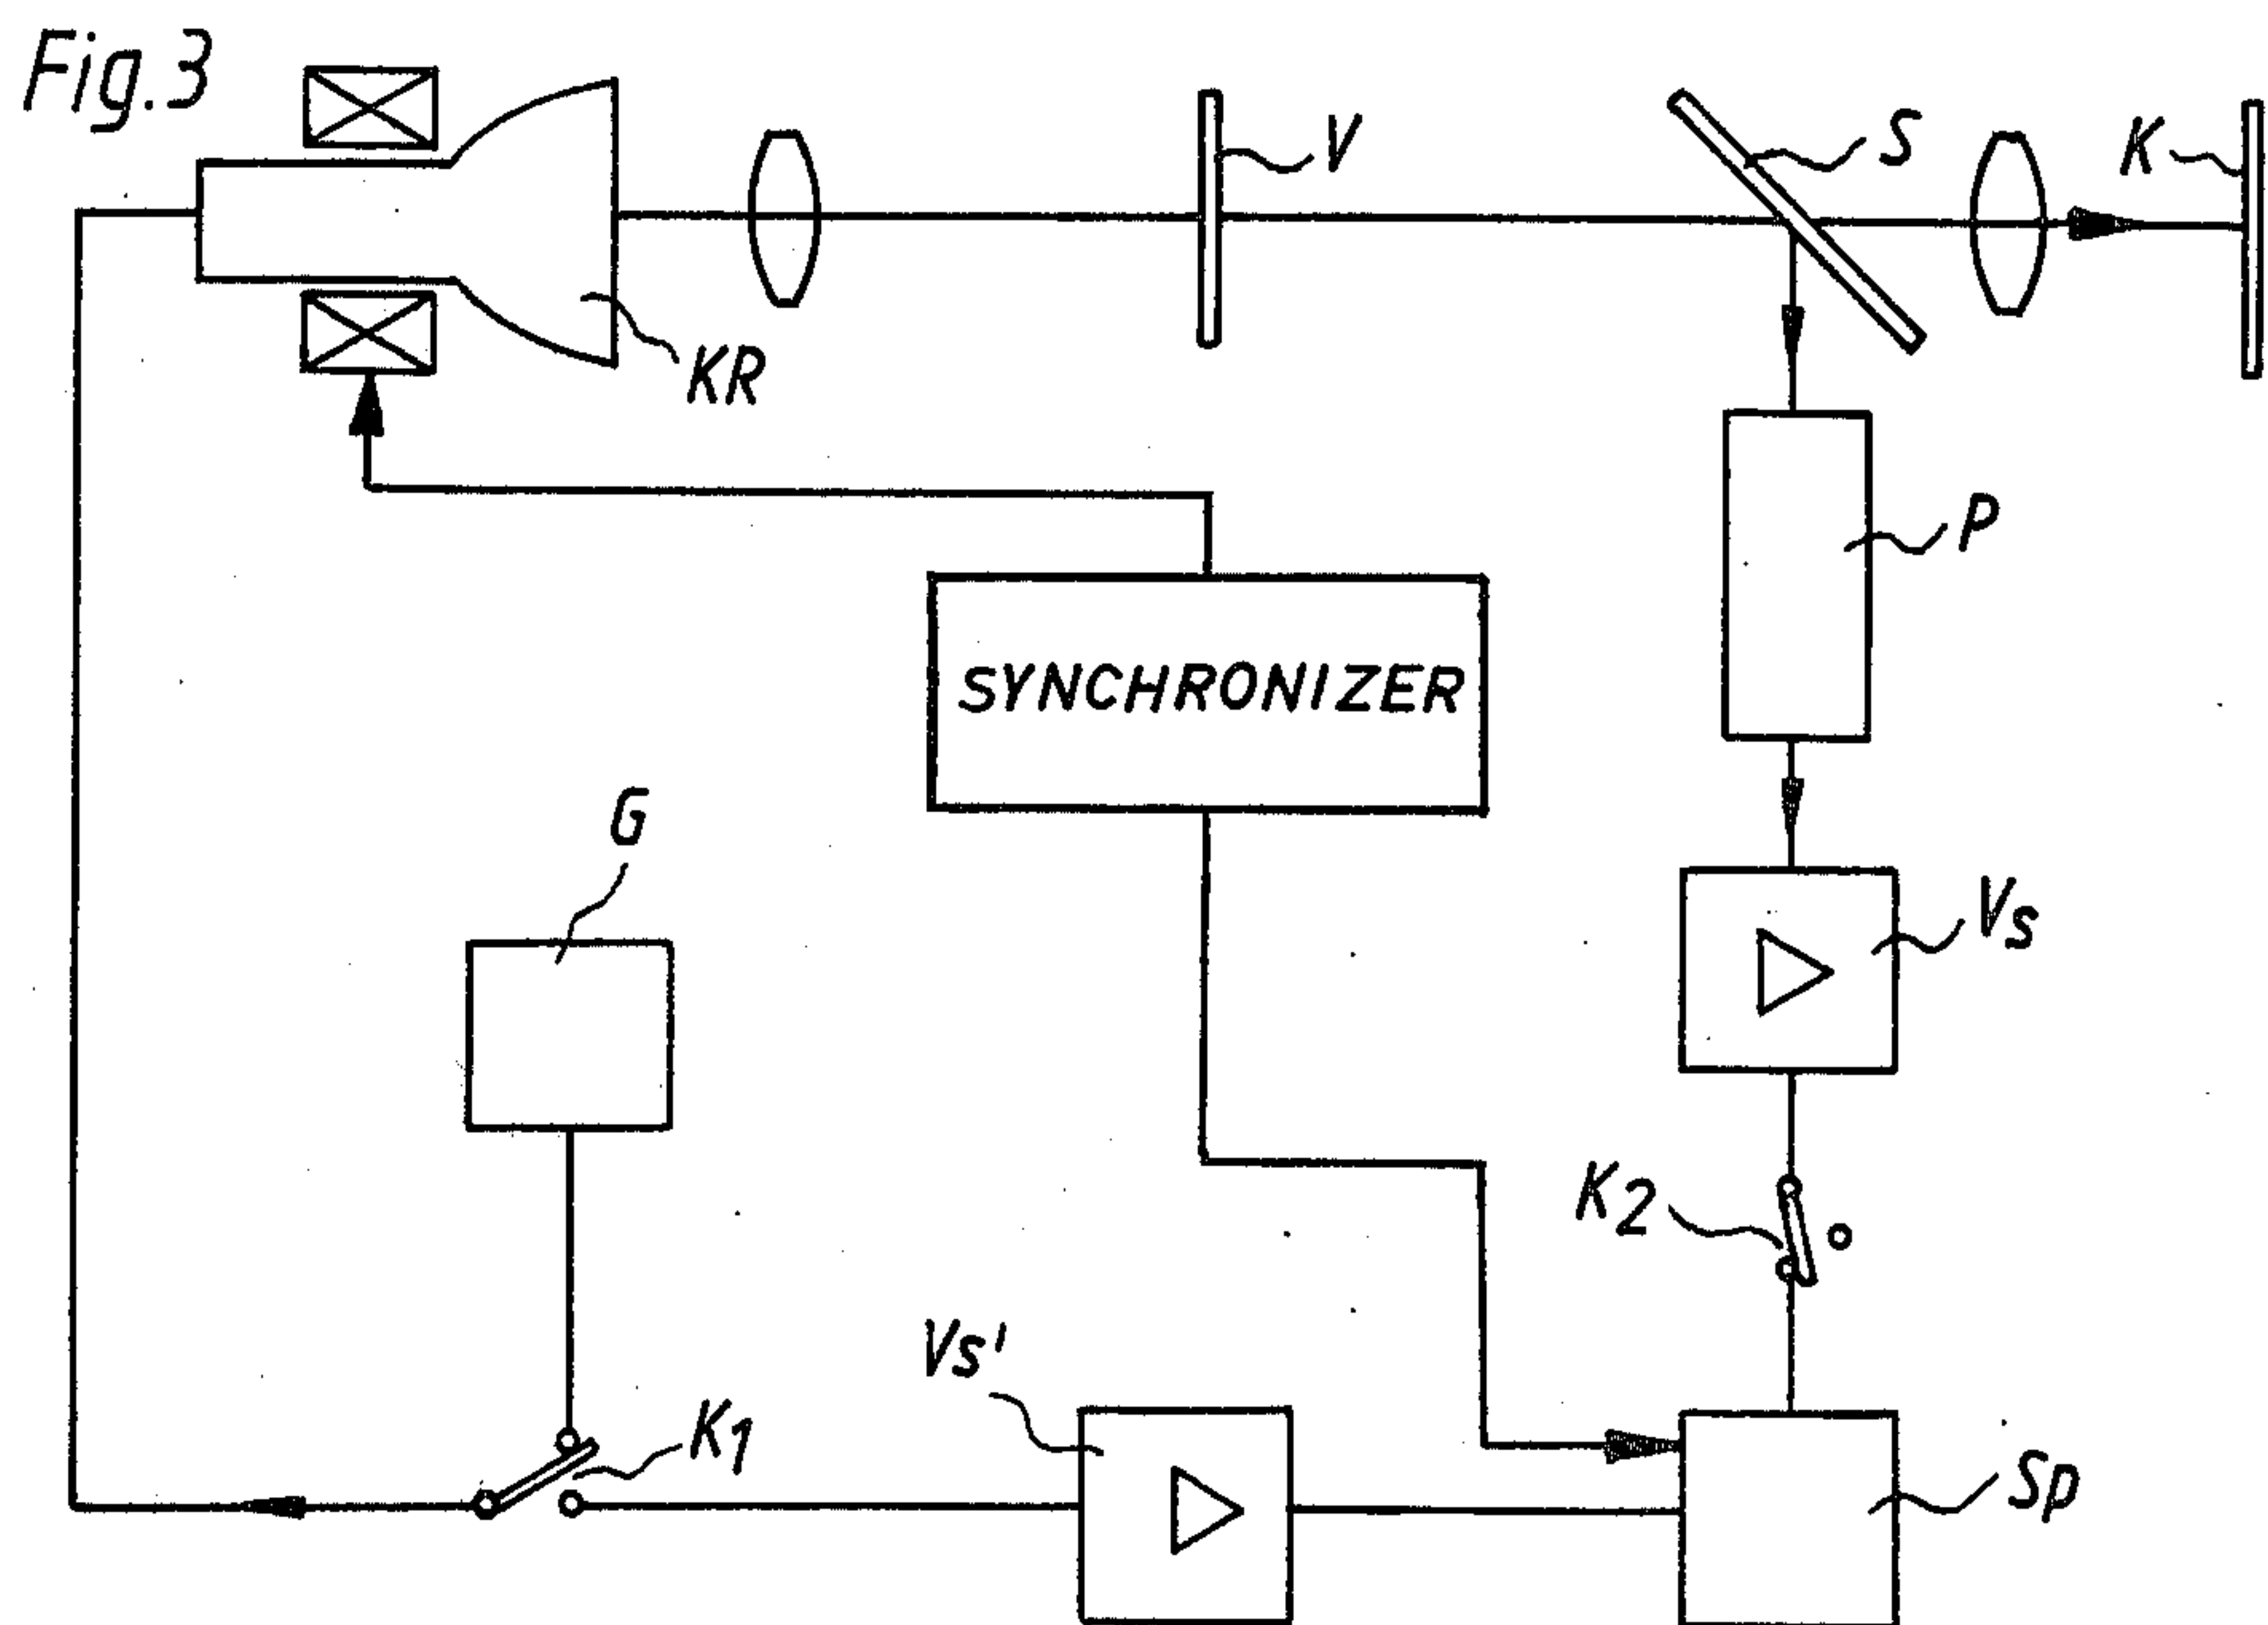 Fig.3
V
S
K
KR
P
SYNCHRONIZER
G
Vs
K2
Vs'
K1
Sp